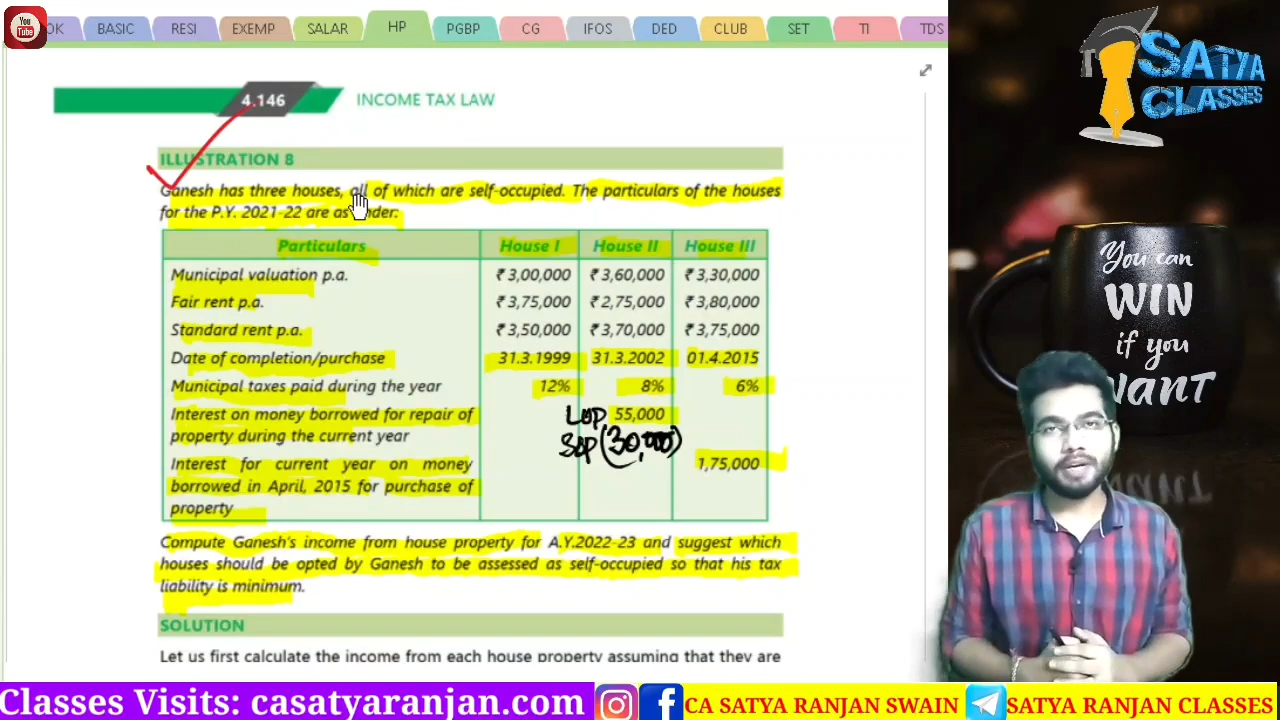 You Tube
OK BASIC RESI EXEMP SALAR HP PGBP CG IFOS DED CLUB SET TI TDS
SATYA
CLASSES
4.146 INCOME TAX LAW
ILLUSTRATION 8
Ganesh has three houses, all of which are self-occupied. The particulars of the houses
for the P.Y. 2021-22 are as under:
Particulars House I House II House III
Municipal valuation p.a. ₹ 3,00,000 ₹ 3,60,000 ₹ 3,30,000
Fair rent p.a. ₹ 3,75,000 ₹ 2,75,000 ₹ 3,80,000
Standard rent p.a. ₹ 3,50,000 ₹ 3,70,000 ₹ 3,75,000
Date of completion/purchase 31.3.1999 31.3.2002 01.4.2015
Municipal taxes paid during the year 12% 8% 6%
Interest on money borrowed for repair of LOP 55,000
property during the current year SOP (30,000)
Interest for current year on money 1,75,000
borrowed in April, 2015 for purchase of
property
Compute Ganesh's income from house property for A.Y.2022-23 and suggest which
houses should be opted by Ganesh to be assessed as self-occupied so that his tax
liability is minimum.
SOLUTION
Let us first calculate the income from each house property assuming that they are
You can
WIN
if you
WANT
Classes Visits: casatyaranjan.com CA SATYA RANJAN SWAIN SATYA RANJAN CLASSES